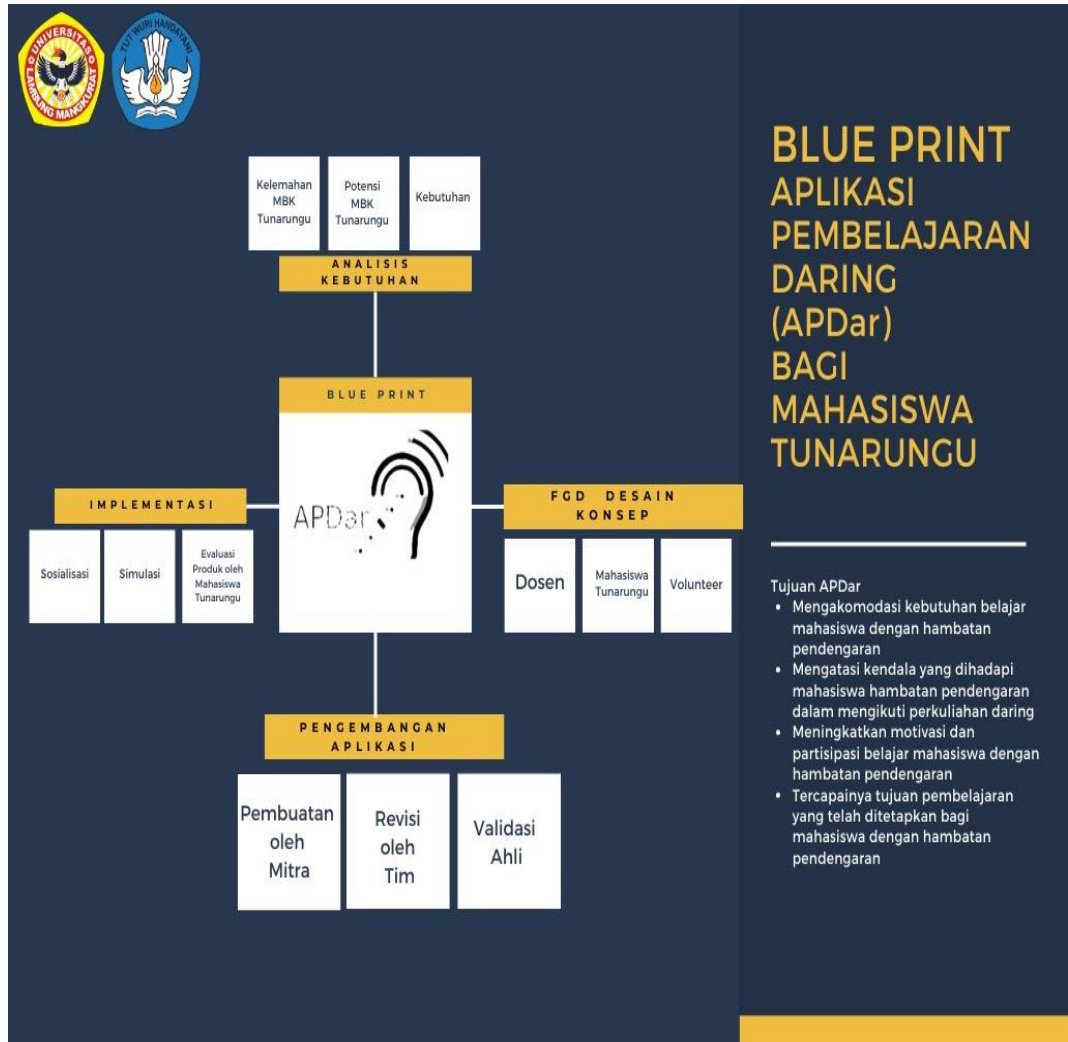 UNIVERSITAS
LAMBUNG MANGKURAT
TUT WURI HANDAYANI
BLUE PRINT
APLIKASI
PEMBELAJARAN
DARING
(APDar)
BAGI
MAHASISWA
TUNARUNGU
Kelemahan
MBK
Tunarungu
Potensi
MBK
Tunarungu
Kebutuhan
ANALISIS
KEBUTUHAN
BLUE PRINT
APDar
IMPLEMENTASI
Sosialisasi
Simulasi
Evaluasi
Produk oleh
Mahasiswa
Tunarungu
FGD DESAIN
KONSEP
Dosen
Mahasiswa
Tunarungu
Volunteer
PENGEMBANGAN
APLIKASI
Pembuatan
oleh
Mitra
Revisi
oleh
Tim
Validasi
Ahli
Tujuan APDar
• Mengakomodasi kebutuhan belajar
mahasiswa dengan hambatan
pendengaran
• Mengatasi kendala yang dihadapi
mahasiswa hambatan pendengaran
dalam mengikuti perkuliahan daring
• Meningkatkan motivasi dan
partisipasi belajar mahasiswa dengan
hambatan pendengaran
• Tercapainya tujuan pembelajaran
yang telah ditetapkan bagi
mahasiswa dengan hambatan
pendengaran